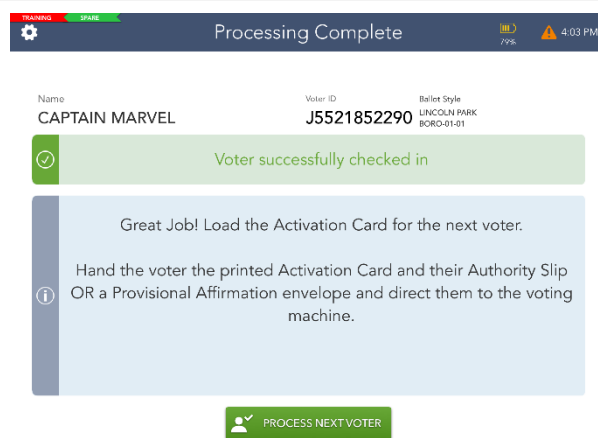 TRAINING SPARE
Processing Complete
79%
4:03 PM
Name
CAPTAIN MARVEL
Voter ID
J5521852290
Ballot Style
LINCOLN PARK
BORO-01-01
Voter successfully checked in
Great Job! Load the Activation Card for the next voter.
Hand the voter the printed Activation Card and their Authority Slip
OR a Provisional Affirmation envelope and direct them to the voting
machine.
PROCESS NEXT VOTER